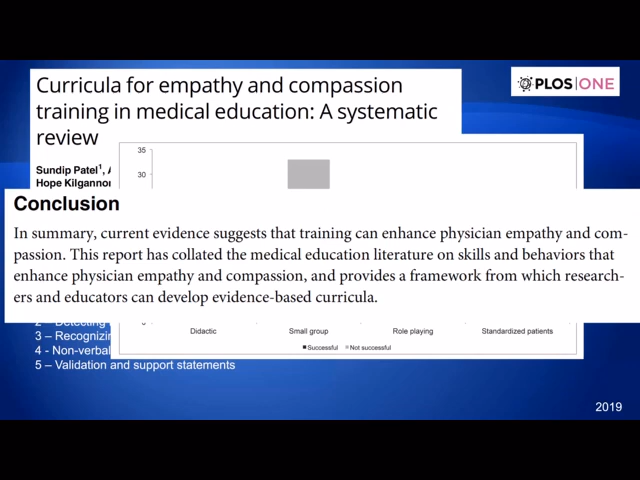 Curricula for empathy and compassion
training in medical education: A systematic
review
PLOS ONE
Sundip Patel
Hope Kilgannon
35
30
Conclusion
In summary, current evidence suggests that training can enhance physician empathy and com-
passion. This report has collated the medical education literature on skills and behaviors that
enhance physician empathy and compassion, and provides a framework from which research-
ers and educators can develop evidence-based curricula.
Didactic Small group Role playing Standardized patients
Successful Not successful
3 – Recognizin
4 - Non-verbal
5 – Validation and support statements
2019